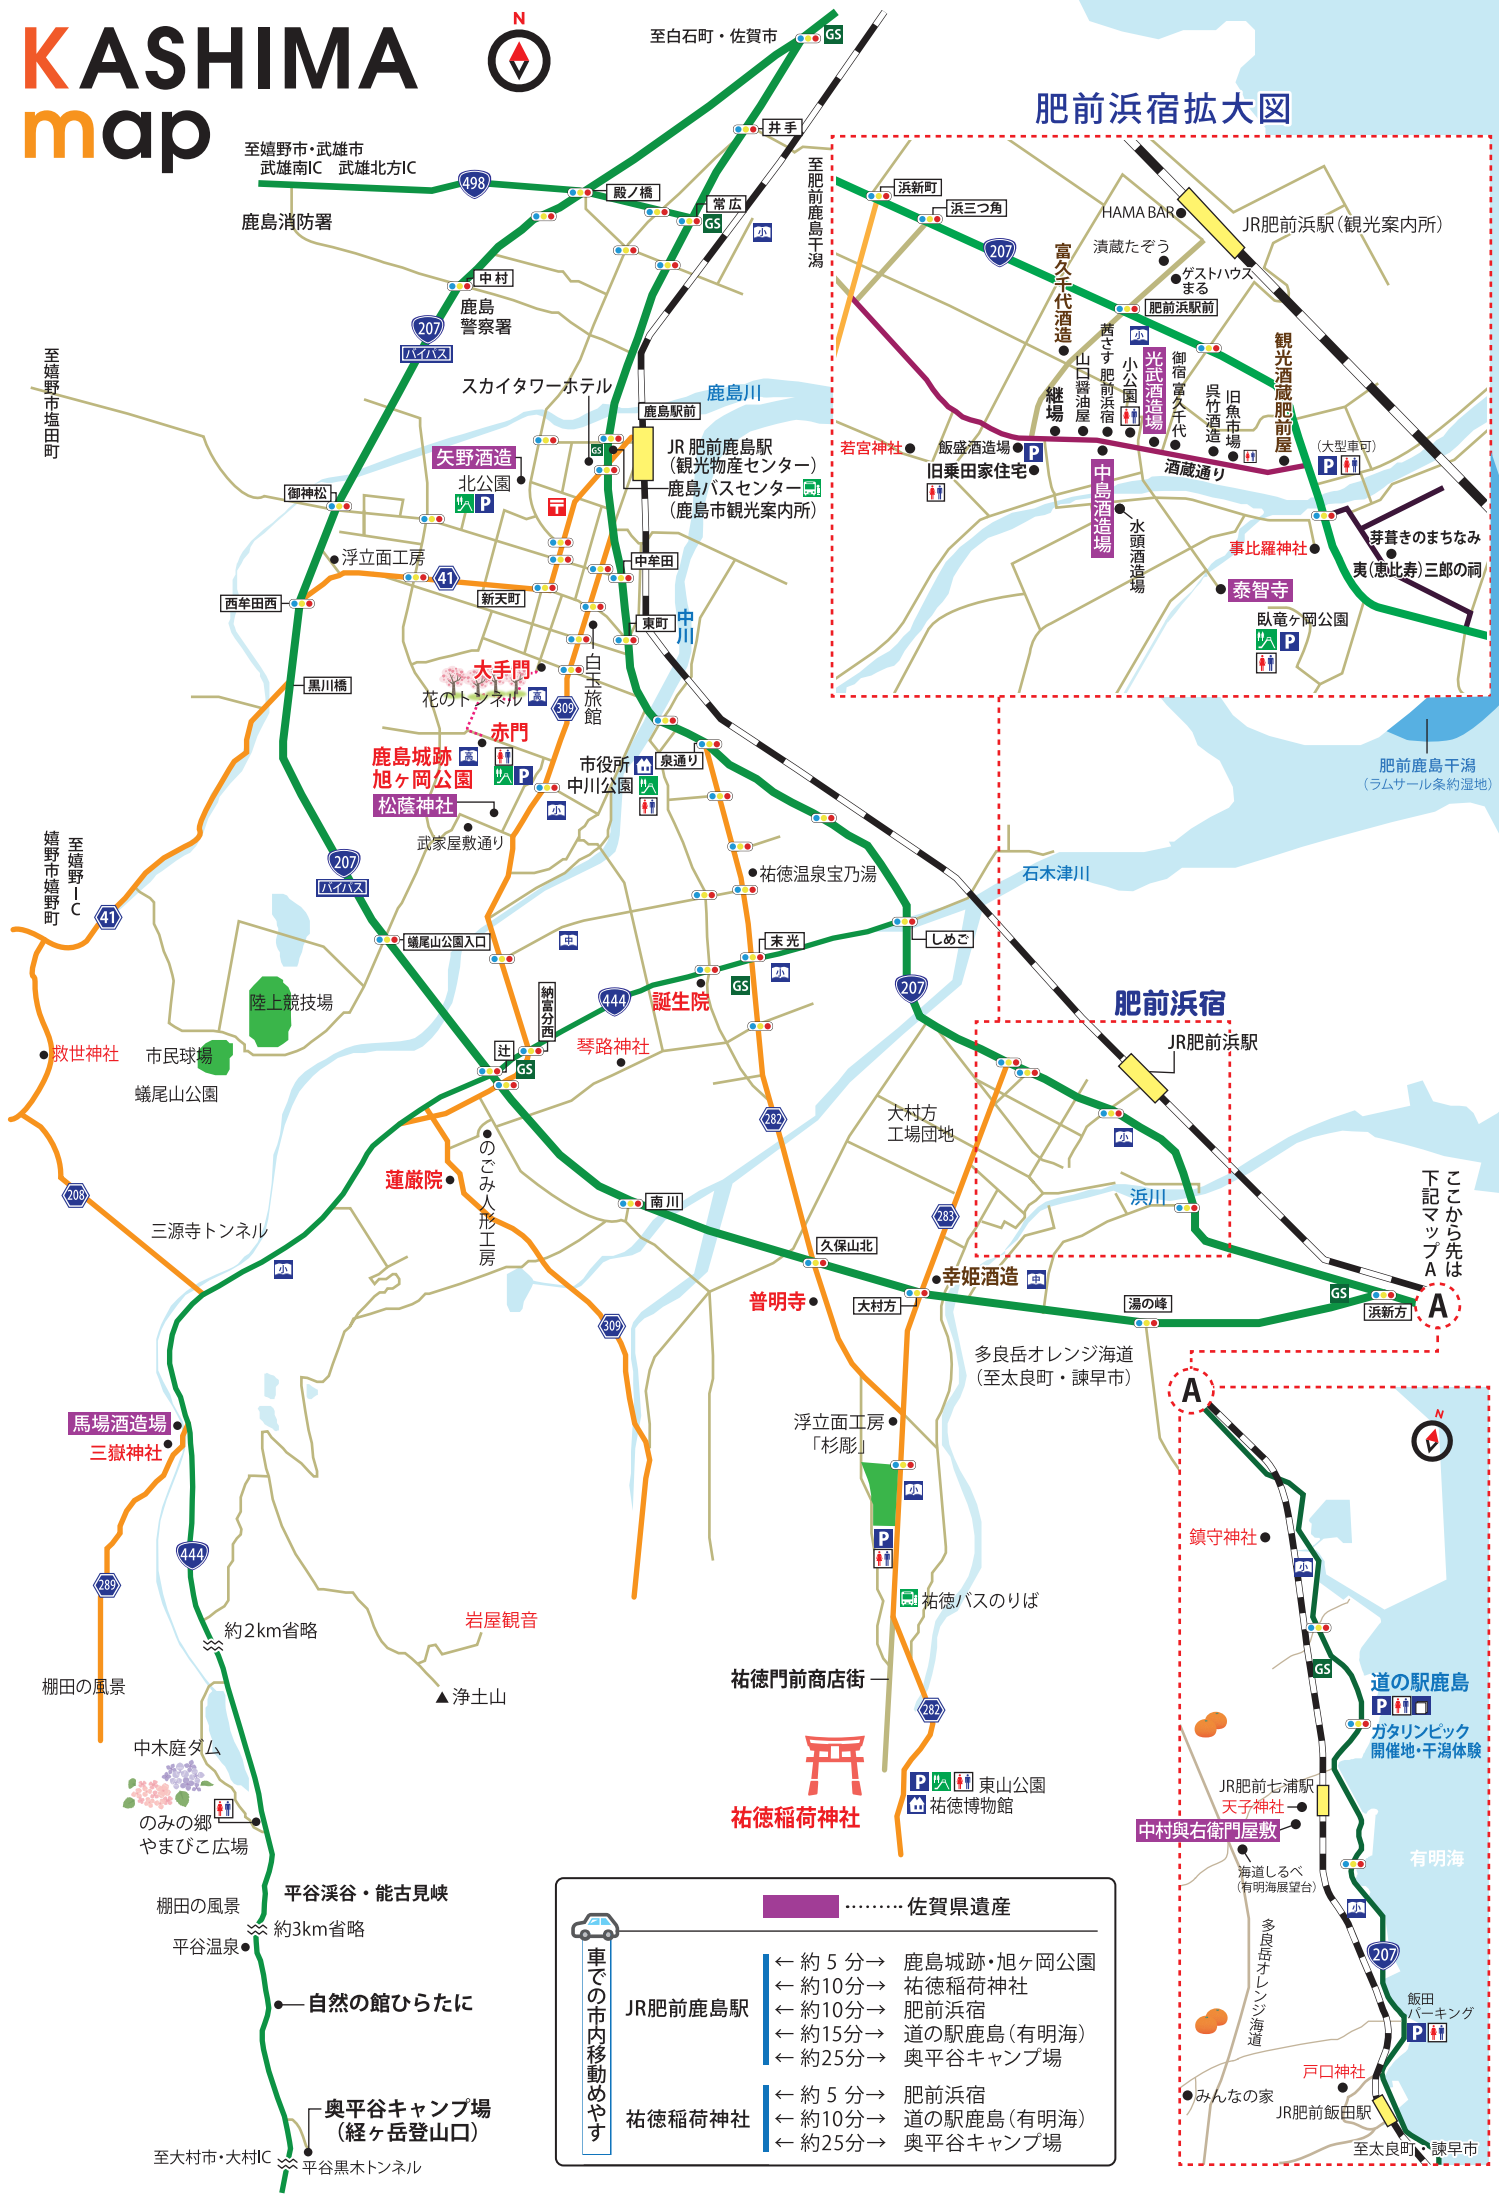 KASHIMA
map
N
至白石町・佐賀市
GS
井手
至嬉野市・武雄市
武雄南IC　武雄北方IC
498
殿ノ橋
常広
GS
小
鹿島消防署
至肥前鹿島干潟
中村
鹿島
警察署
207
バイパス
至嬉野市塩田町
スカイタワーホテル
鹿島川
鹿島駅前
JR 肥前鹿島駅
(観光物産センター)
GS
鹿島バスセンター
(鹿島市観光案内所)
矢野酒造
北公園
P
御神松
浮立面工房
41
新天町
中牟田
西牟田西
東町
中川
白玉旅館
黒川橋
大手門
花のトンネル
高
309
赤門
鹿島城跡
旭ヶ岡公園
高
P
松蔭神社
武家屋敷通り
小
市役所
中川公園
泉通り
祐徳温泉宝乃湯
石木津川
至嬉野IC
嬉野市嬉野町
41
207
バイパス
蟻尾山公園入口
中
末光
小
しめご
GS
誕生院
444
納富分西
207
陸上競技場
市民球場
蟻尾山公園
救世神社
辻
GS
琴路神社
肥前浜宿
JR肥前浜駅
大村方
工場団地
小
282
のごみ人形工房
蓮厳院
208
三源寺トンネル
小
南川
283
浜川
久保山北
幸姫酒造
中
普明寺
大村方
湯の峰
GS
浜新方
ここから先は
下記マップA
A
309
多良岳オレンジ海道
(至太良町・諫早市)
馬場酒造場
三嶽神社
浮立面工房
「杉彫」
小
P
444
289
約2km省略
岩屋観音
祐徳バスのりば
棚田の風景
浄土山
祐徳門前商店街
282
中木庭ダム
のみの郷
やまびこ広場
祐徳稲荷神社
P
東山公園
祐徳博物館
棚田の風景
平谷渓谷・能古見峡
約3km省略
平谷温泉
自然の館ひらたに
奥平谷キャンプ場
(経ヶ岳登山口)
至大村市・大村IC
平谷黒木トンネル
肥前浜宿拡大図
浜新町
浜三つ角
207
HAMA BAR
JR肥前浜駅(観光案内所)
漬蔵たぞう
ゲストハウス
まる
肥前浜駅前
小
富久千代酒造
山口醤油屋
茜さす 肥前浜宿
小公園
光武酒造場
御宿 富久千代
呉竹酒造
旧魚市場
観光酒蔵肥前屋
継場
(大型車可)
P
若宮神社
飯盛酒造場
P
旧乗田家住宅
酒蔵通り
中島酒造場
水頭酒造場
事比羅神社
芽葺きのまちなみ
夷(恵比寿)三郎の祠
泰智寺
臥竜ヶ岡公園
P
肥前鹿島干潟
(ラムサール条約湿地)
A
N
鎮守神社
小
GS
道の駅鹿島
P
ガタリンピック
開催地・干潟体験
JR肥前七浦駅
天子神社
中村與右衛門屋敷
海道しるべ
(有明海展望台)
有明海
小
多良岳オレンジ海道
207
飯田
パーキング
P
戸口神社
みんなの家
JR肥前飯田駅
至太良町・諫早市
………佐賀県遺産
車での市内移動めやす
JR肥前鹿島駅
←約 5 分→ 鹿島城跡・旭ヶ岡公園
←約10分→ 祐徳稲荷神社
←約10分→ 肥前浜宿
←約15分→ 道の駅鹿島(有明海)
←約25分→ 奥平谷キャンプ場
祐徳稲荷神社
←約 5 分→ 肥前浜宿
←約10分→ 道の駅鹿島(有明海)
←約25分→ 奥平谷キャンプ場